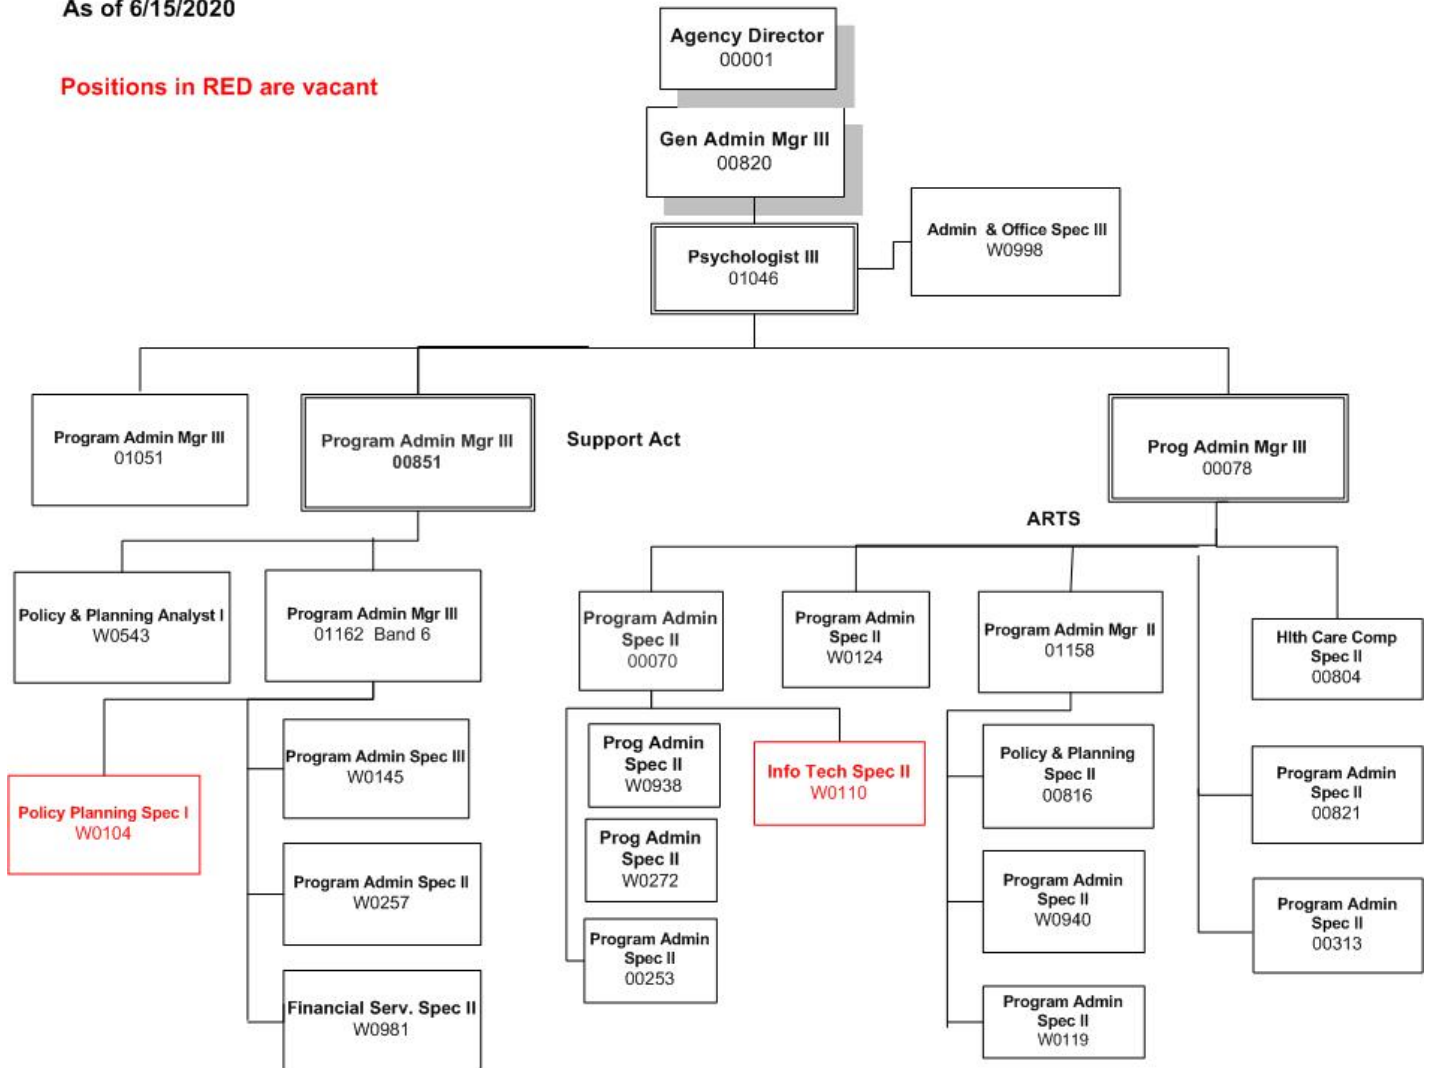 As of 6/15/2020
Positions in RED are vacant
Agency Director
00001
Gen Admin Mgr III
00820
Psychologist III
01046
Admin & Office Spec III
W0998
Program Admin Mgr III
01051
Program Admin Mgr III
00851
Support Act
Prog Admin Mgr III
00078
ARTS
Policy & Planning Analyst I
W0543
Program Admin Mgr III
01162 Band 6
Program Admin
Spec II
00070
Program Admin
Spec II
W0124
Program Admin Mgr II
01158
Hlth Care Comp
Spec II
00804
Policy Planning Spec I
W0104
Program Admin Spec III
W0145
Program Admin Spec II
W0257
Financial Serv. Spec II
W0981
Prog Admin
Spec II
W0938
Prog Admin
Spec II
W0272
Program Admin
Spec II
00253
Info Tech Spec II
W0110
Policy & Planning
Spec II
00816
Program Admin
Spec II
W0940
Program Admin
Spec II
W0119
Program Admin
Spec II
00821
Program Admin
Spec II
00313